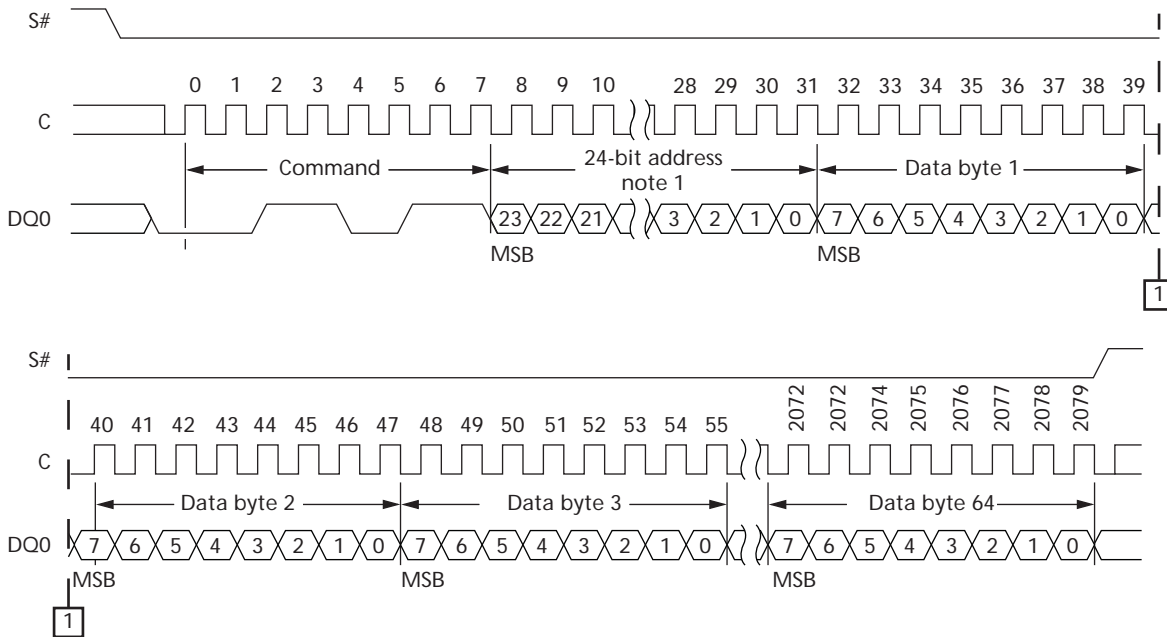 S#
0 1 2 3 4 5 6 7 8 9 10 28 29 30 31 32 33 34 35 36 37 38 39
C
Command
24-bit address
note 1
Data byte 1
DQ0
23 22 21 3 2 1 0 7 6 5 4 3 2 1 0
MSB
MSB
1
S#
40 41 42 43 44 45 46 47 48 49 50 51 52 53 54 55 2072 2072 2074 2075 2076 2077 2078 2079
C
Data byte 2
Data byte 3
Data byte 64
DQ0
7 6 5 4 3 2 1 0 7 6 5 4 3 2 1 0 7 6 5 4 3 2 1 0
MSB
MSB
MSB
1